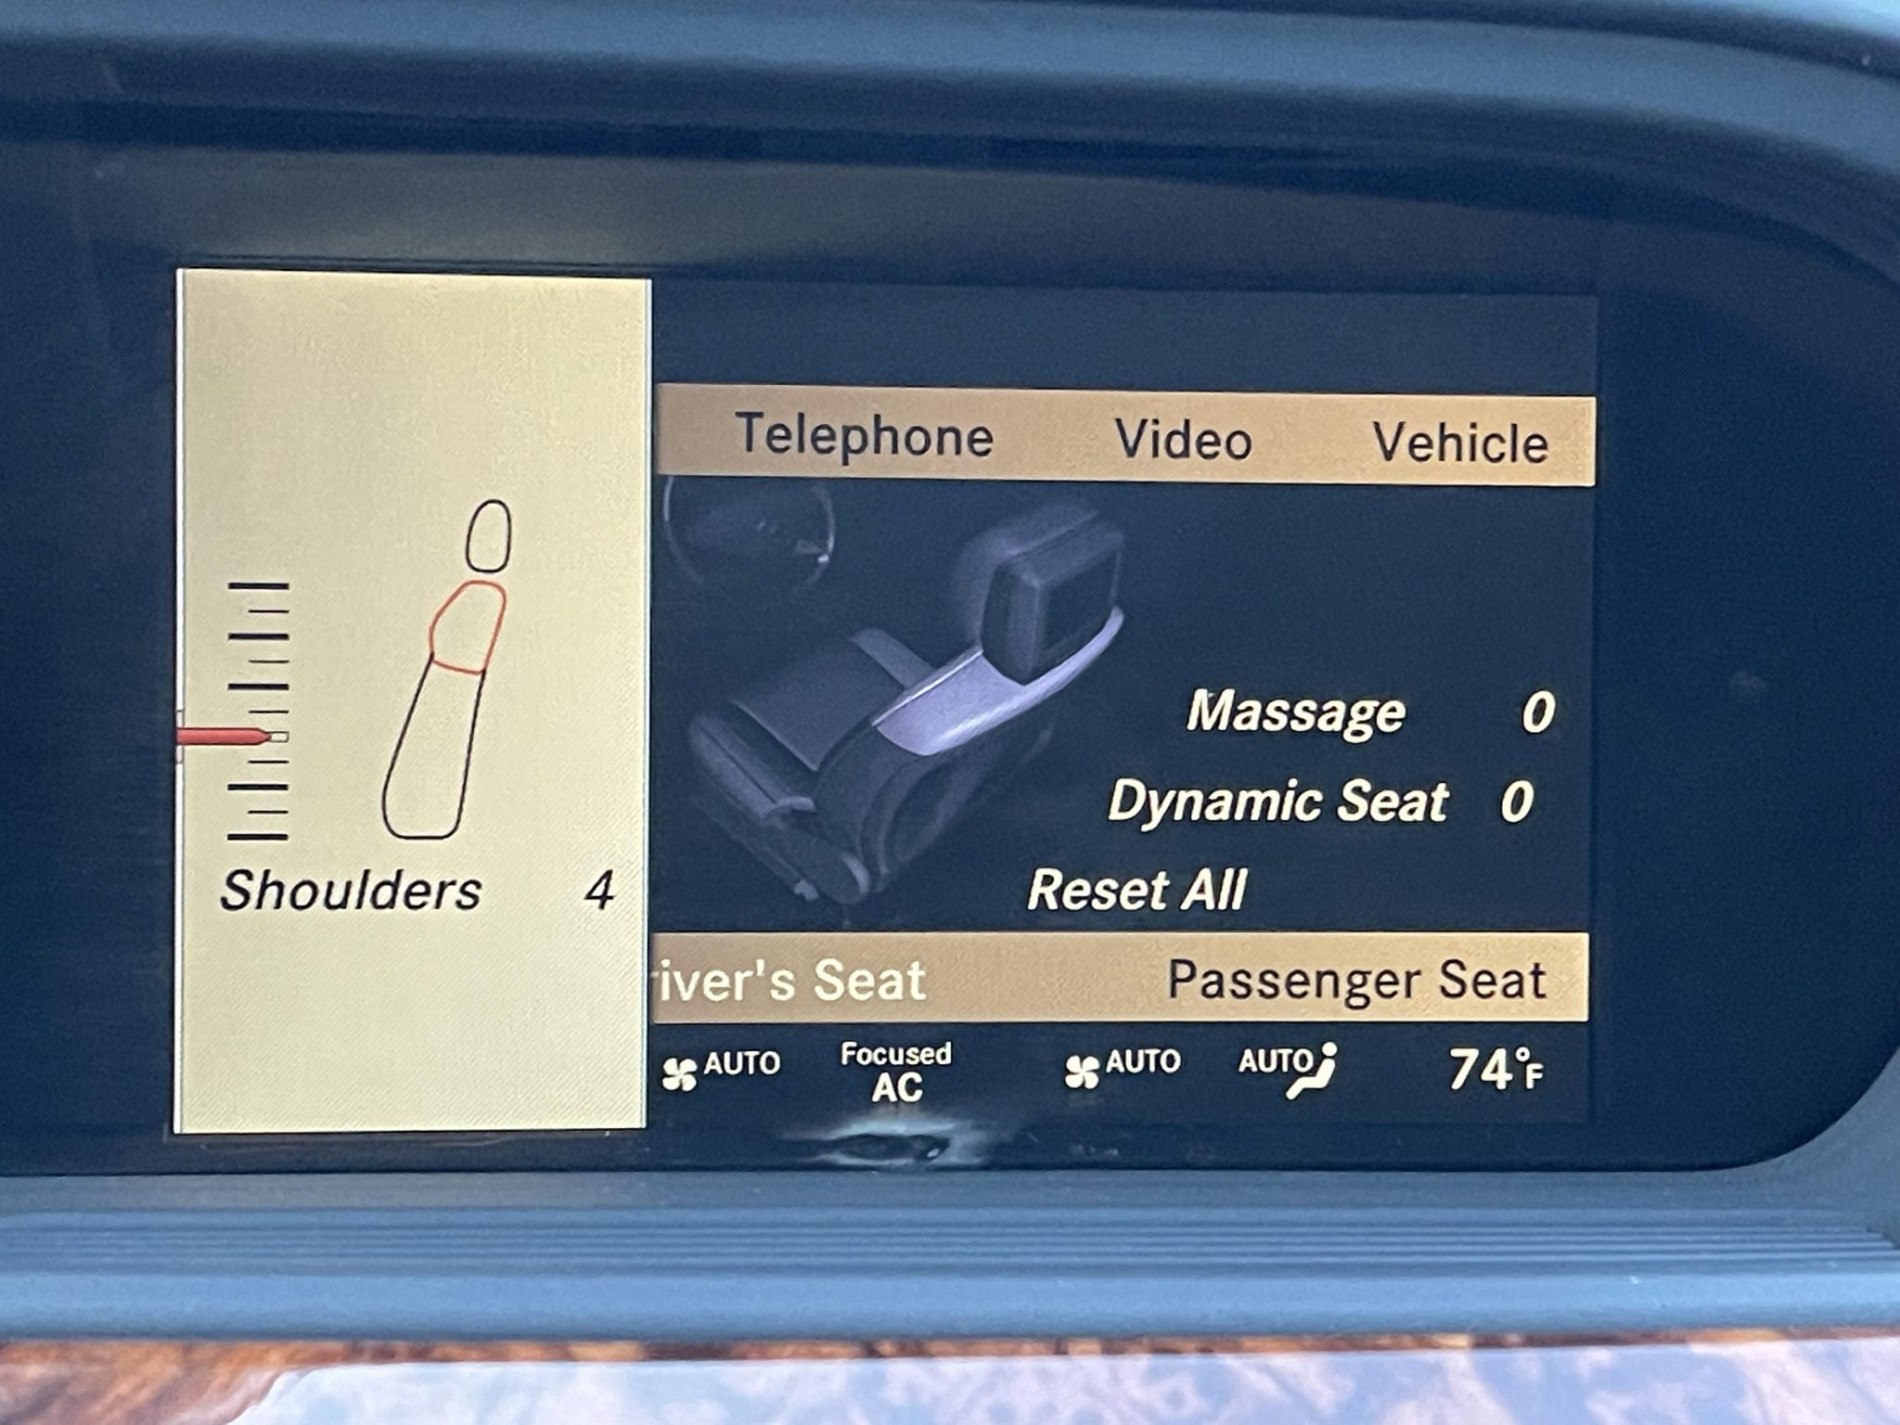 Telephone Video Vehicle
Massage 0
Dynamic Seat 0
Shoulders 4
Reset All
river's Seat Passenger Seat
AUTO Focused AC AUTO AUTO 74°F